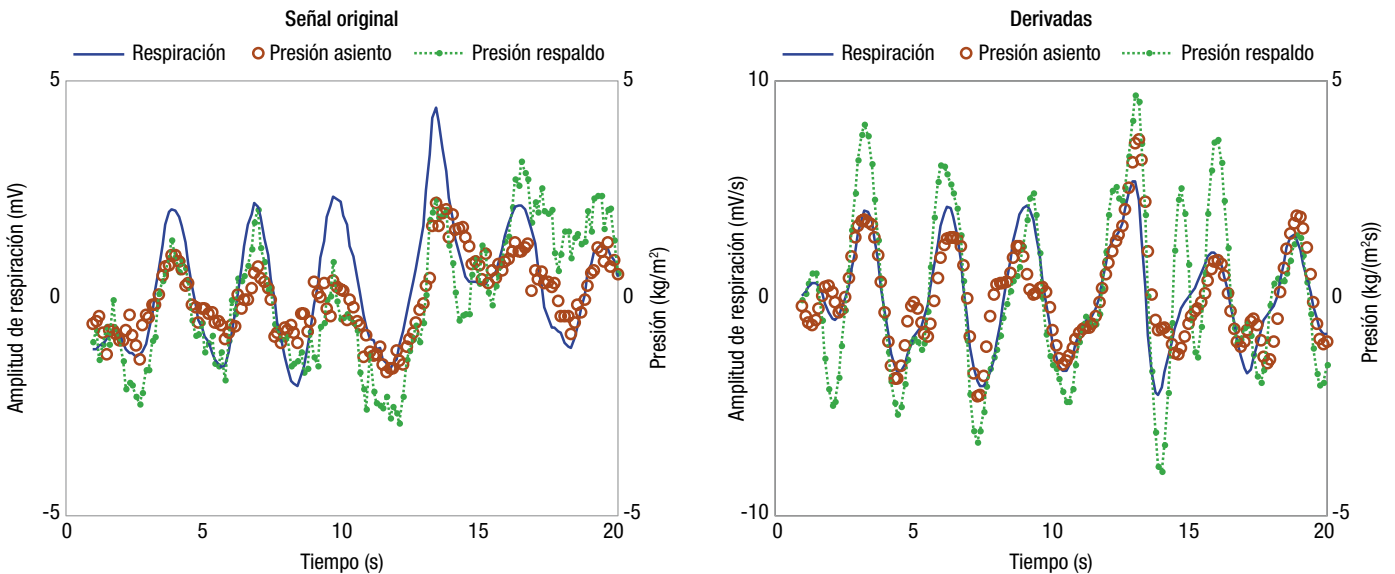 Señal original
Respiración Presión asiento Presión respaldo
5
0
-5
Amplitud de respiración (mV)
5
0
-5
Presión (kg/m²)
0 5 10 15 20
Tiempo (s)
Derivadas
Respiración Presión asiento Presión respaldo
10
5
0
-5
-10
Amplitud de respiración (mV/s)
5
0
-5
Presión (kg/(m²s))
0 5 10 15 20
Tiempo (s)